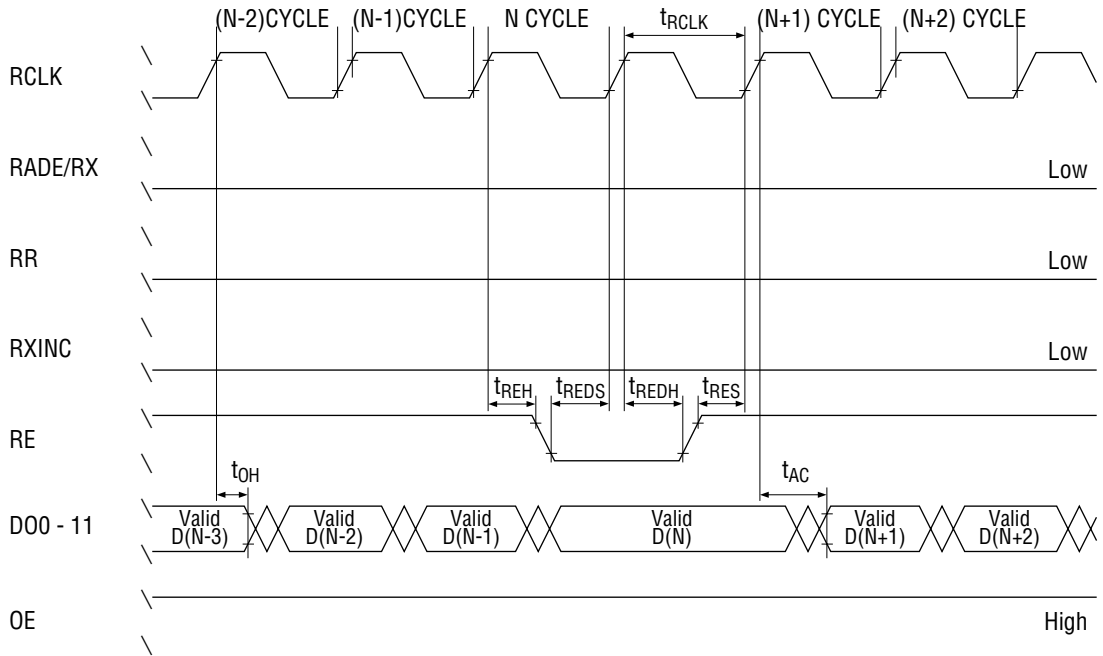 (N-2)CYCLE (N-1)CYCLE N CYCLE tRCLK (N+1) CYCLE (N+2) CYCLE
RCLK
RADE/RX Low
RR Low
RXINC Low
tREH tREDS tREDH tRES
RE
tOH tAC
DO0 - 11 Valid D(N-3) Valid D(N-2) Valid D(N-1) Valid D(N) Valid D(N+1) Valid D(N+2)
OE High